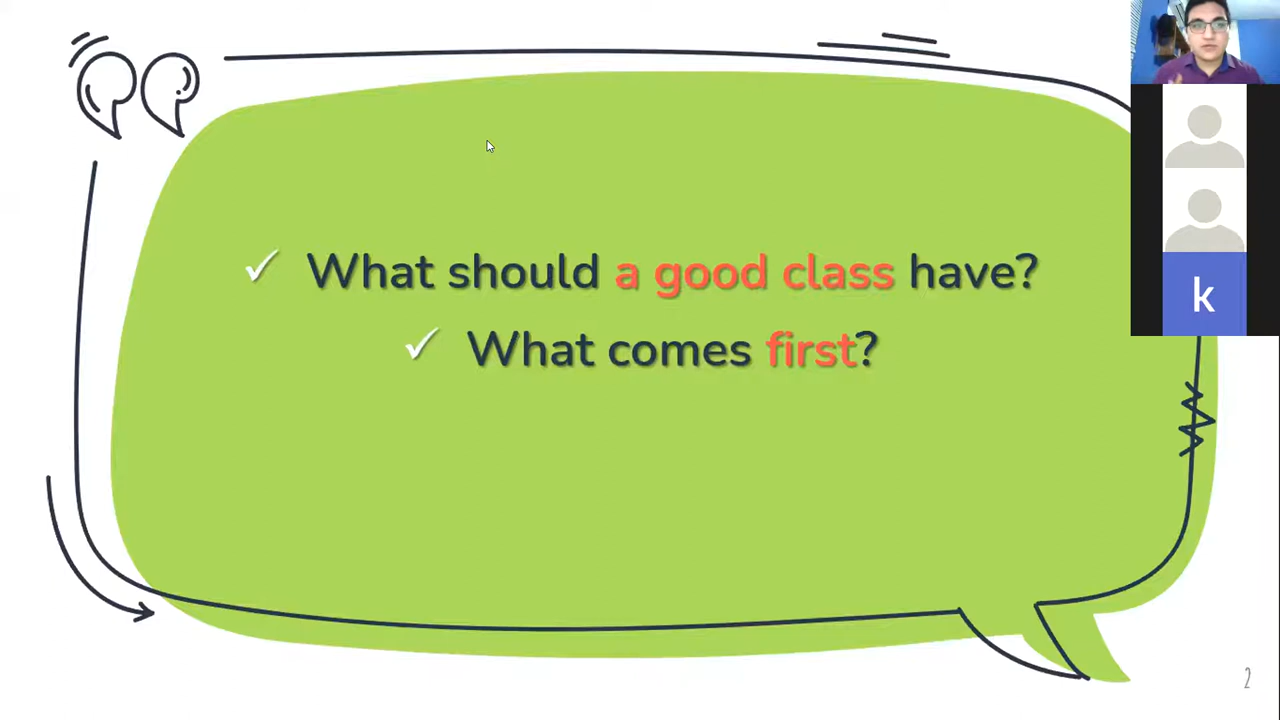 ✓ What should a good class have?
✓ What comes first?
k
2